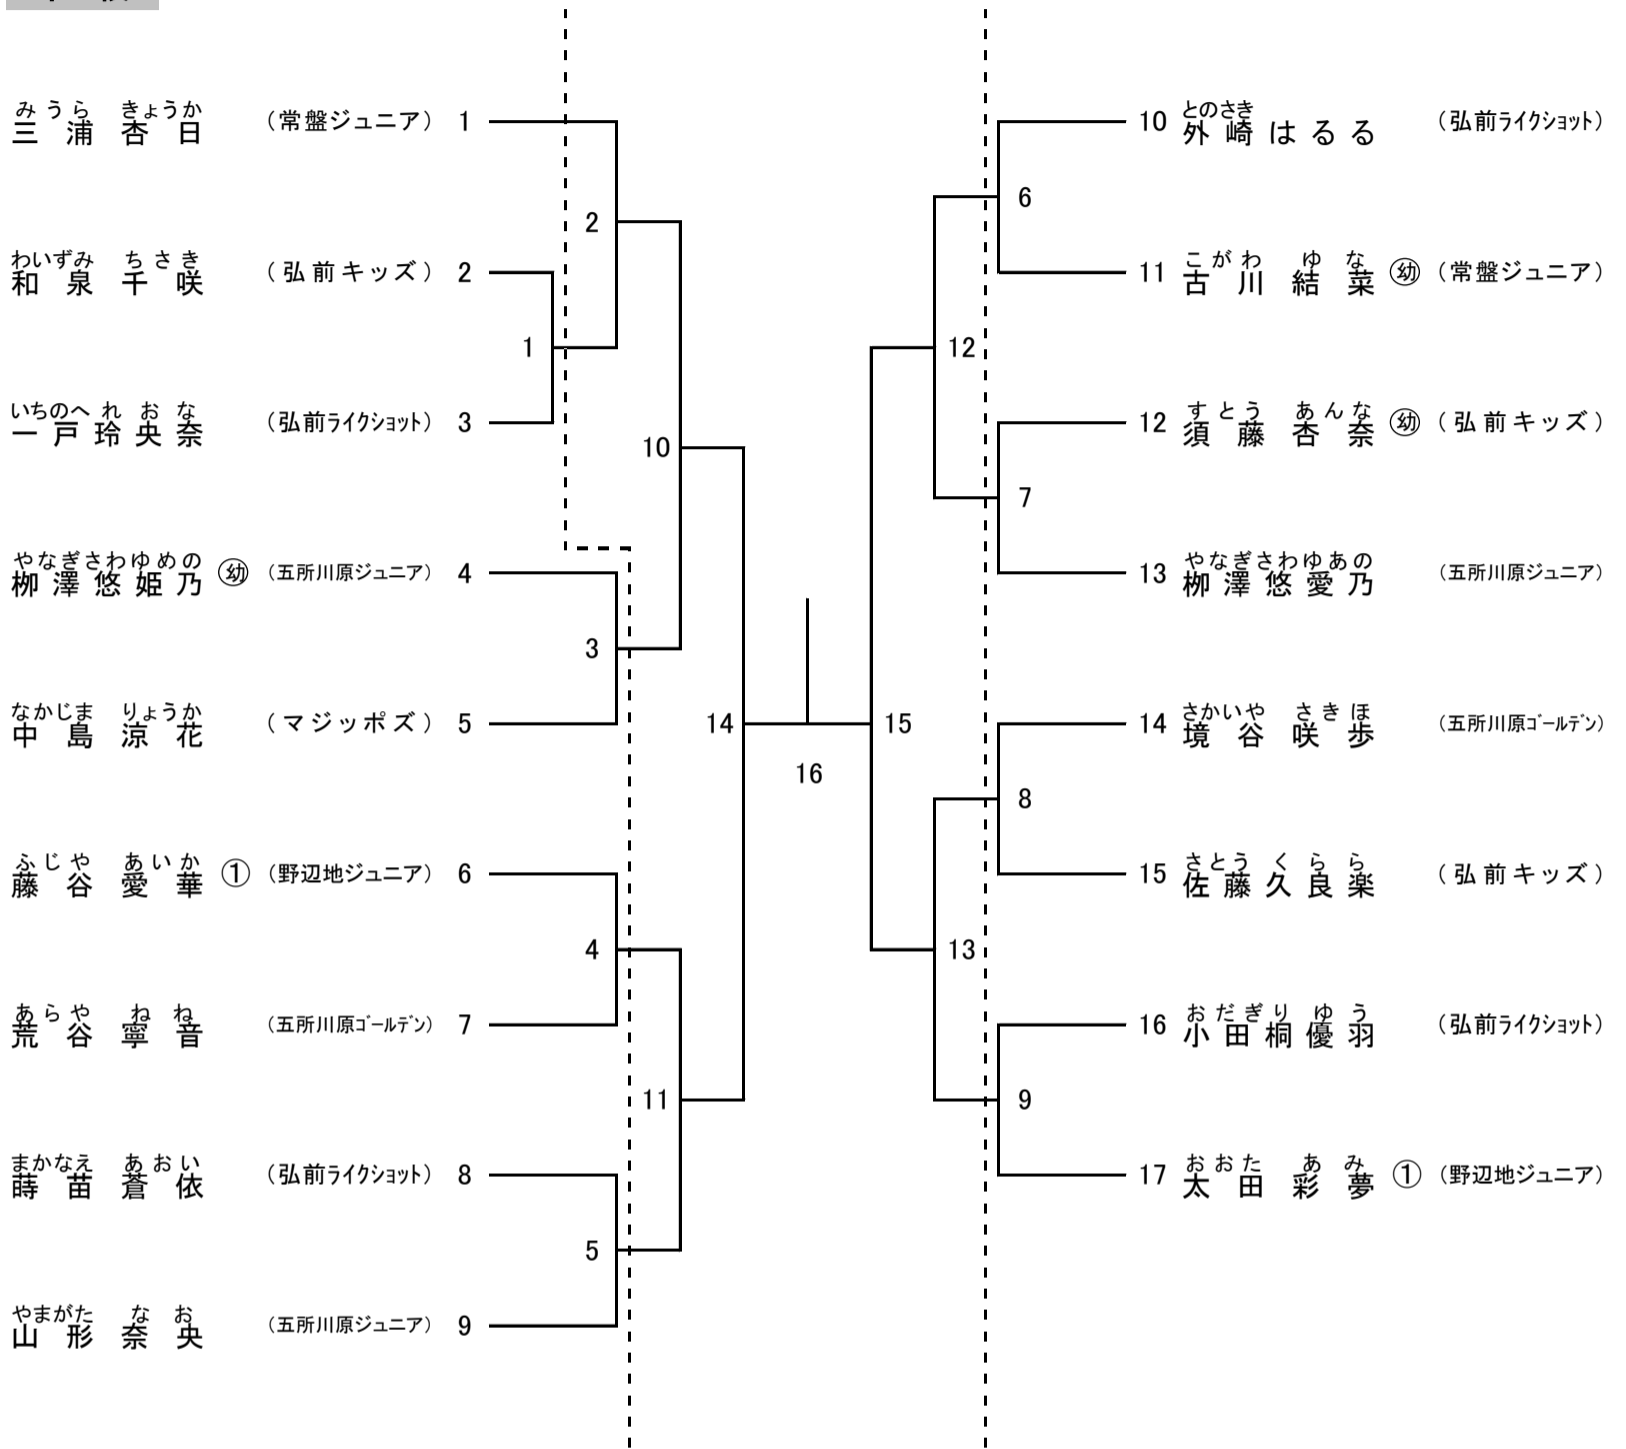 みうら きょうか
三浦 杏日 (常盤ジュニア) 1
わいずみ ちさき
和泉 千咲 (弘前キッズ) 2
いちのへ れおな
一戸 玲央奈 (弘前ライクショット) 3
やなぎさわ ゆめの
栁澤 悠姫乃 ㊙幼 (五所川原ジュニア) 4
なかじま りょうか
中島 涼花 (マジッポズ) 5
ふじや あいか
藤谷 愛華 ① (野辺地ジュニア) 6
あらや ねね
荒谷 寧音 (五所川原ゴールデン) 7
まかなえ あおい
蒔苗 蒼依 (弘前ライクショット) 8
やまがた なお
山形 奈央 (五所川原ジュニア) 9
1
2
3
4
5
10
11
14
16
15
12
13
6
7
8
9
とのさき
10 外崎 はるる (弘前ライクショット)
こがわ ゆな
11 古川 結菜 幼 (常盤ジュニア)
すとう あんな
12 須藤 杏奈 幼 (弘前キッズ)
やなぎさわ ゆあの
13 栁澤 悠愛乃 (五所川原ジュニア)
さかいや さきほ
14 境谷 咲歩 (五所川原ゴールデン)
さとう くらら
15 佐藤 久良楽 (弘前キッズ)
おだぎり ゆう
16 小田桐 優羽 (弘前ライクショット)
おおた あみ
17 太田 彩夢 ① (野辺地ジュニア)